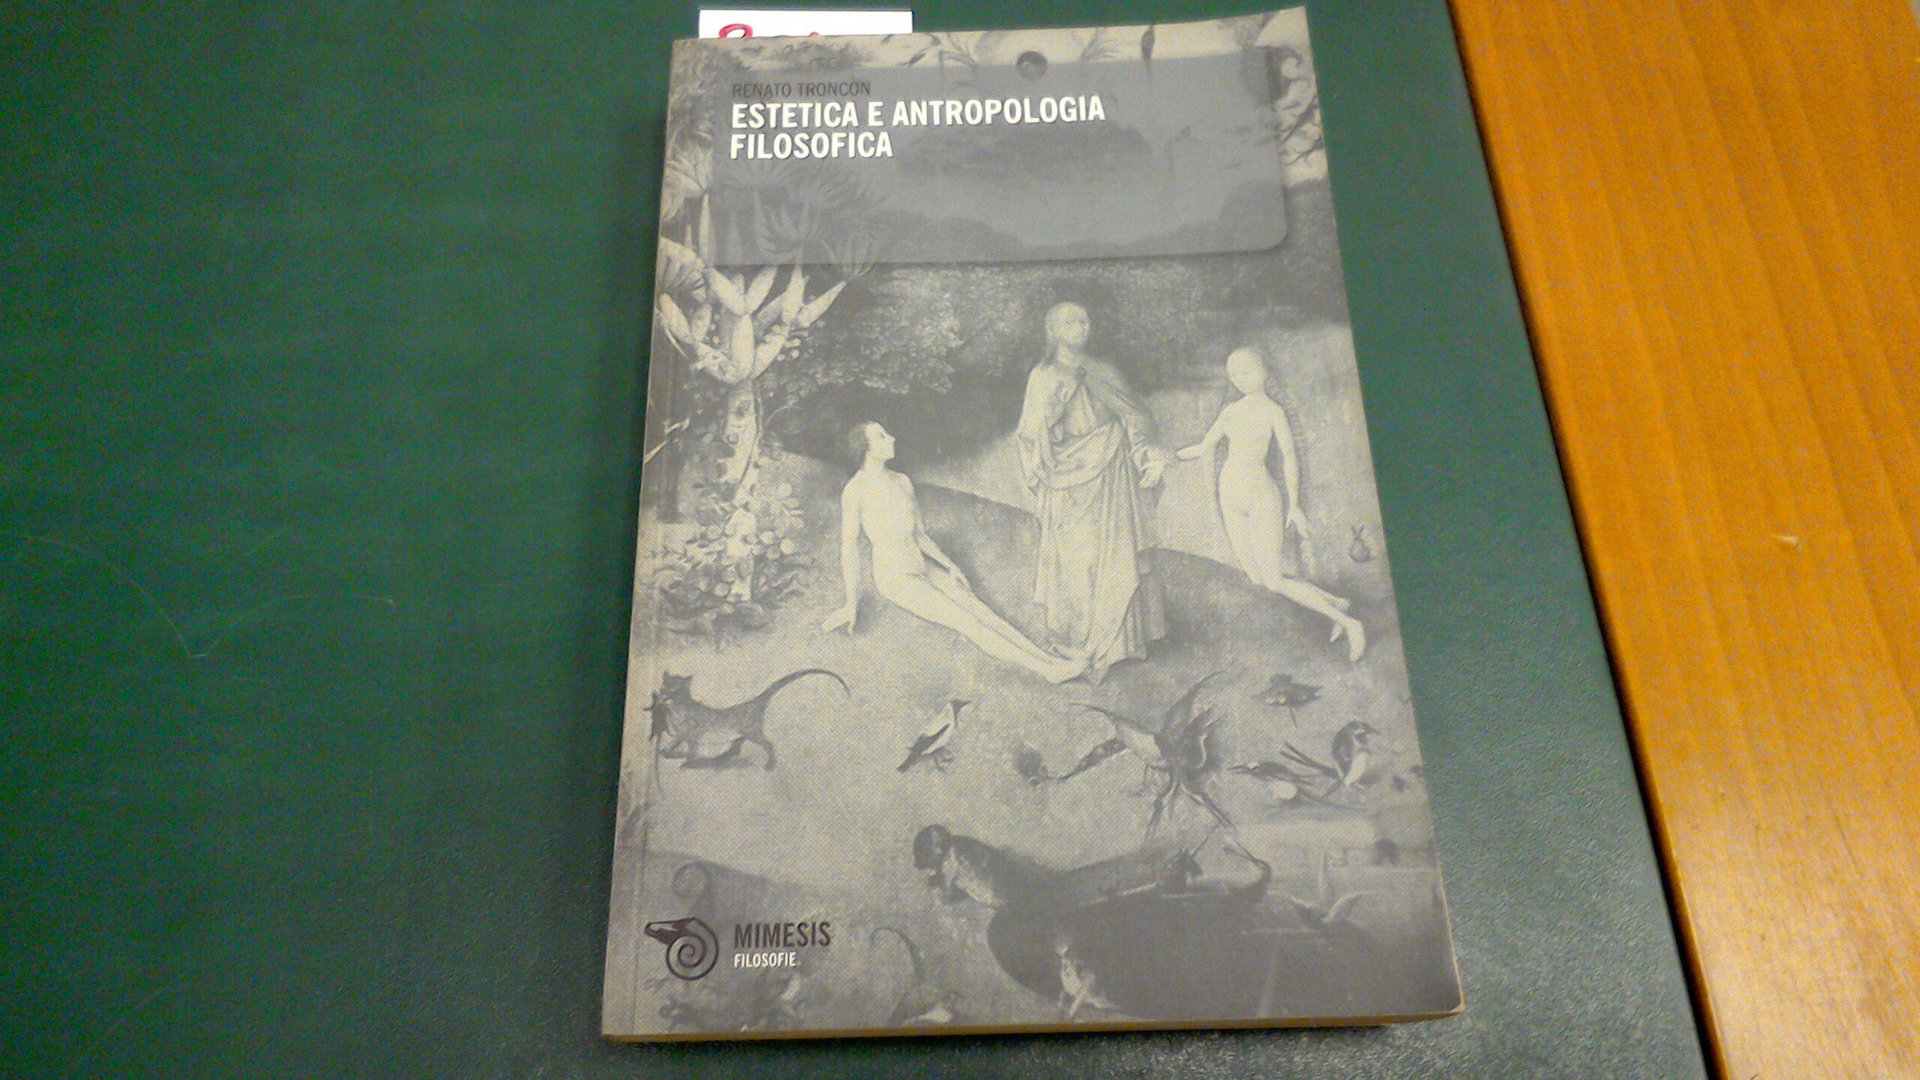 RENATO TRONCON
ESTETICA E ANTROPOLOGIA
FILOSOFICA
MIMESIS
FILOSOFIE